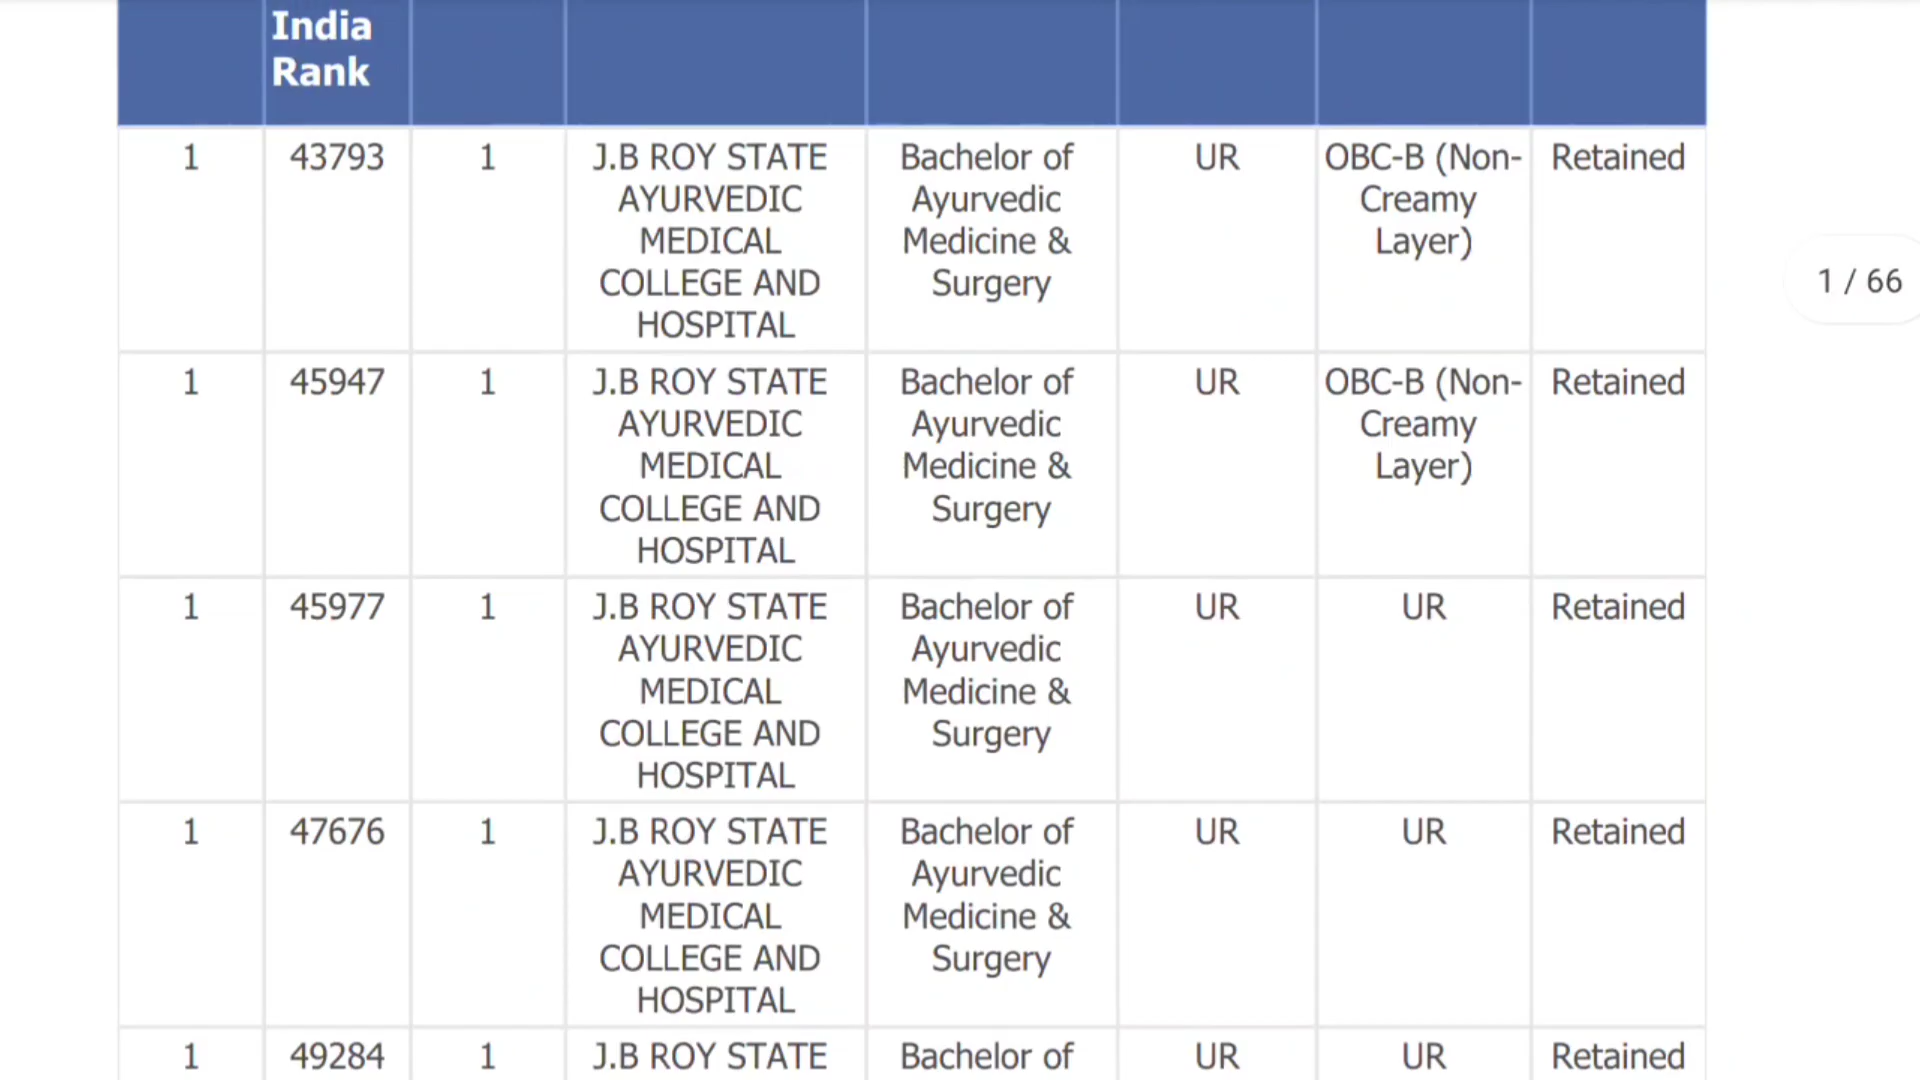 India
Rank
1 43793 1 J.B ROY STATE Bachelor of UR OBC-B (Non- Retained
AYURVEDIC Ayurvedic Creamy
MEDICAL Medicine & Layer)
COLLEGE AND Surgery
HOSPITAL
1 / 66
1 45947 1 J.B ROY STATE Bachelor of UR OBC-B (Non- Retained
AYURVEDIC Ayurvedic Creamy
MEDICAL Medicine & Layer)
COLLEGE AND Surgery
HOSPITAL
1 45977 1 J.B ROY STATE Bachelor of UR UR Retained
AYURVEDIC Ayurvedic
MEDICAL Medicine &
COLLEGE AND Surgery
HOSPITAL
1 47676 1 J.B ROY STATE Bachelor of UR UR Retained
AYURVEDIC Ayurvedic
MEDICAL Medicine &
COLLEGE AND Surgery
HOSPITAL
1 49284 1 J.B ROY STATE Bachelor of UR UR Retained